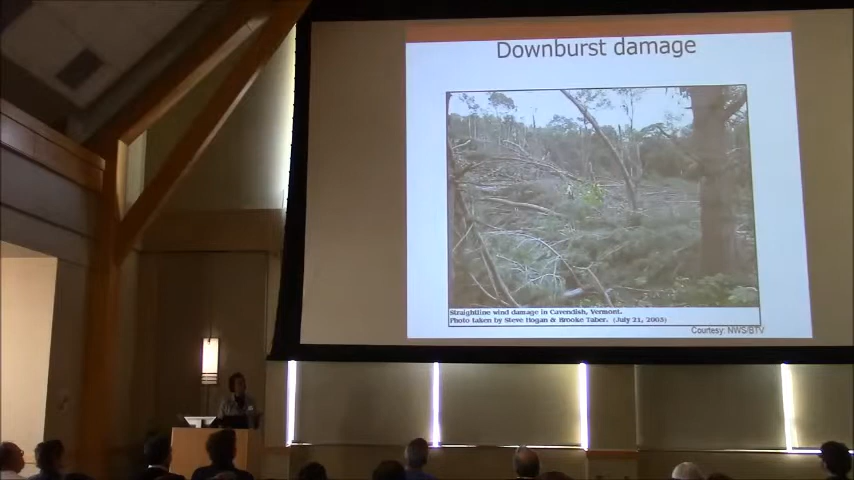 Downburst damage
Straightline wind damage in Cavendish, Vermont.
Photo taken by Steve Hogan & Brooke Taber. (July 21, 2003)
Courtesy: NWS/BTV